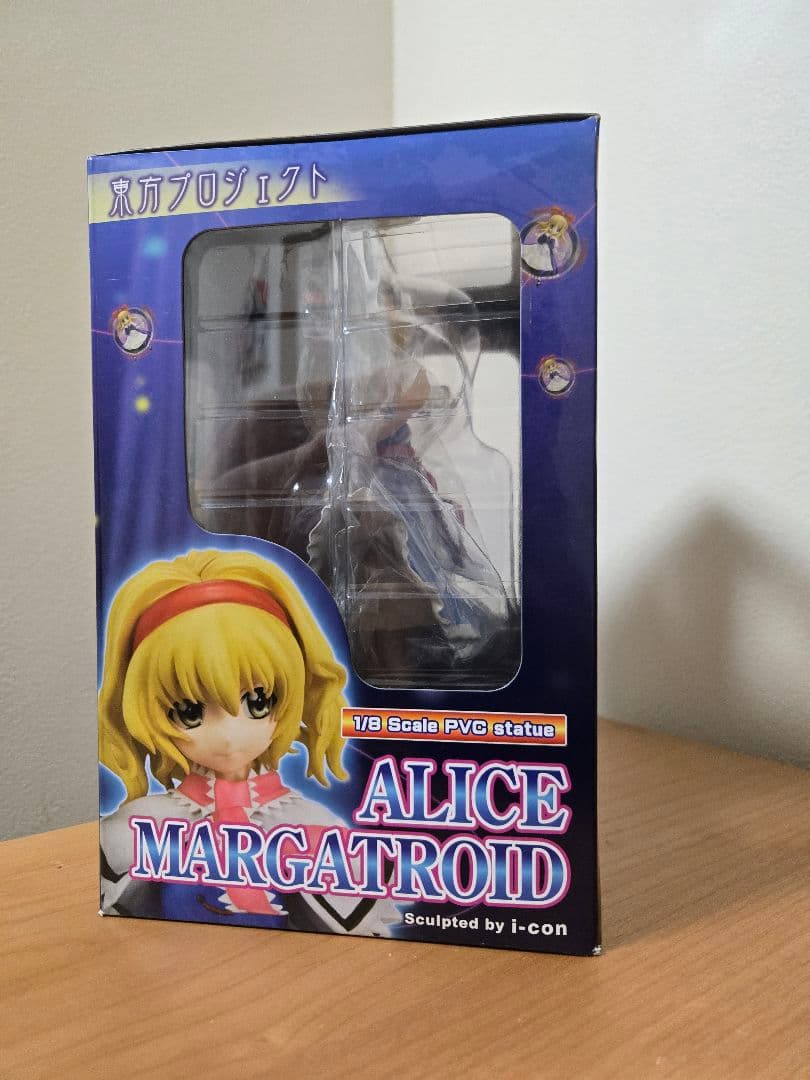 東方プロジェクト
1/8 Scale PVC statue
ALICE
MARGATROID
Sculpted by i-con